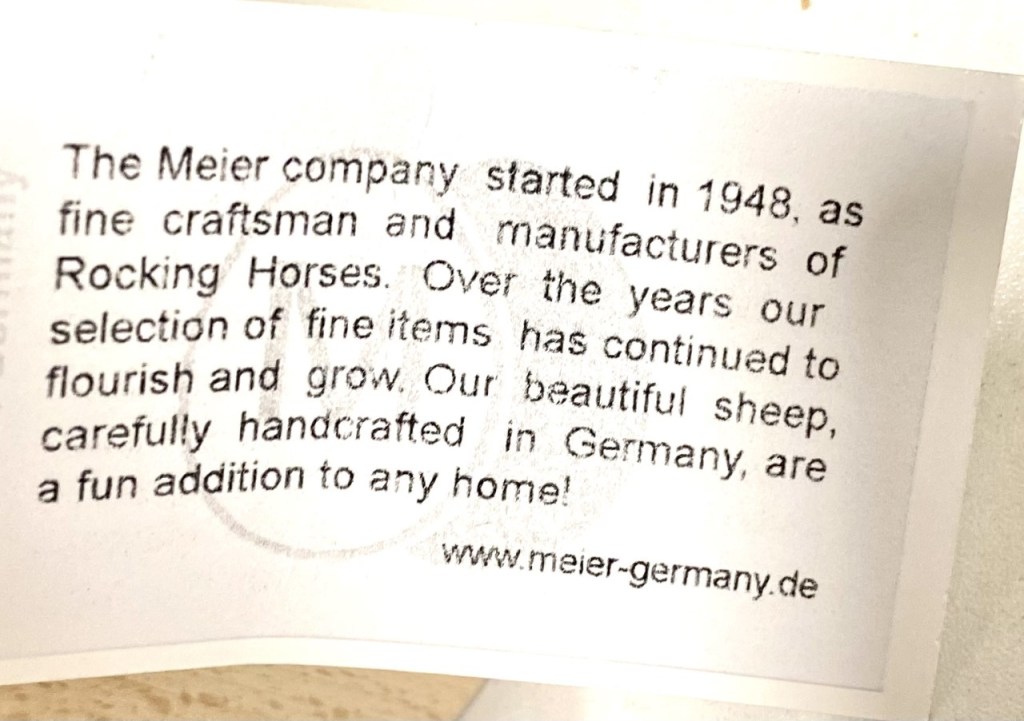 The Meier company started in 1948, as
fine craftsman and manufacturers of
Rocking Horses. Over the years our
selection of fine items has continued to
flourish and grow. Our beautiful sheep,
carefully handcrafted in Germany, are
a fun addition to any home!
www.meier-germany.de